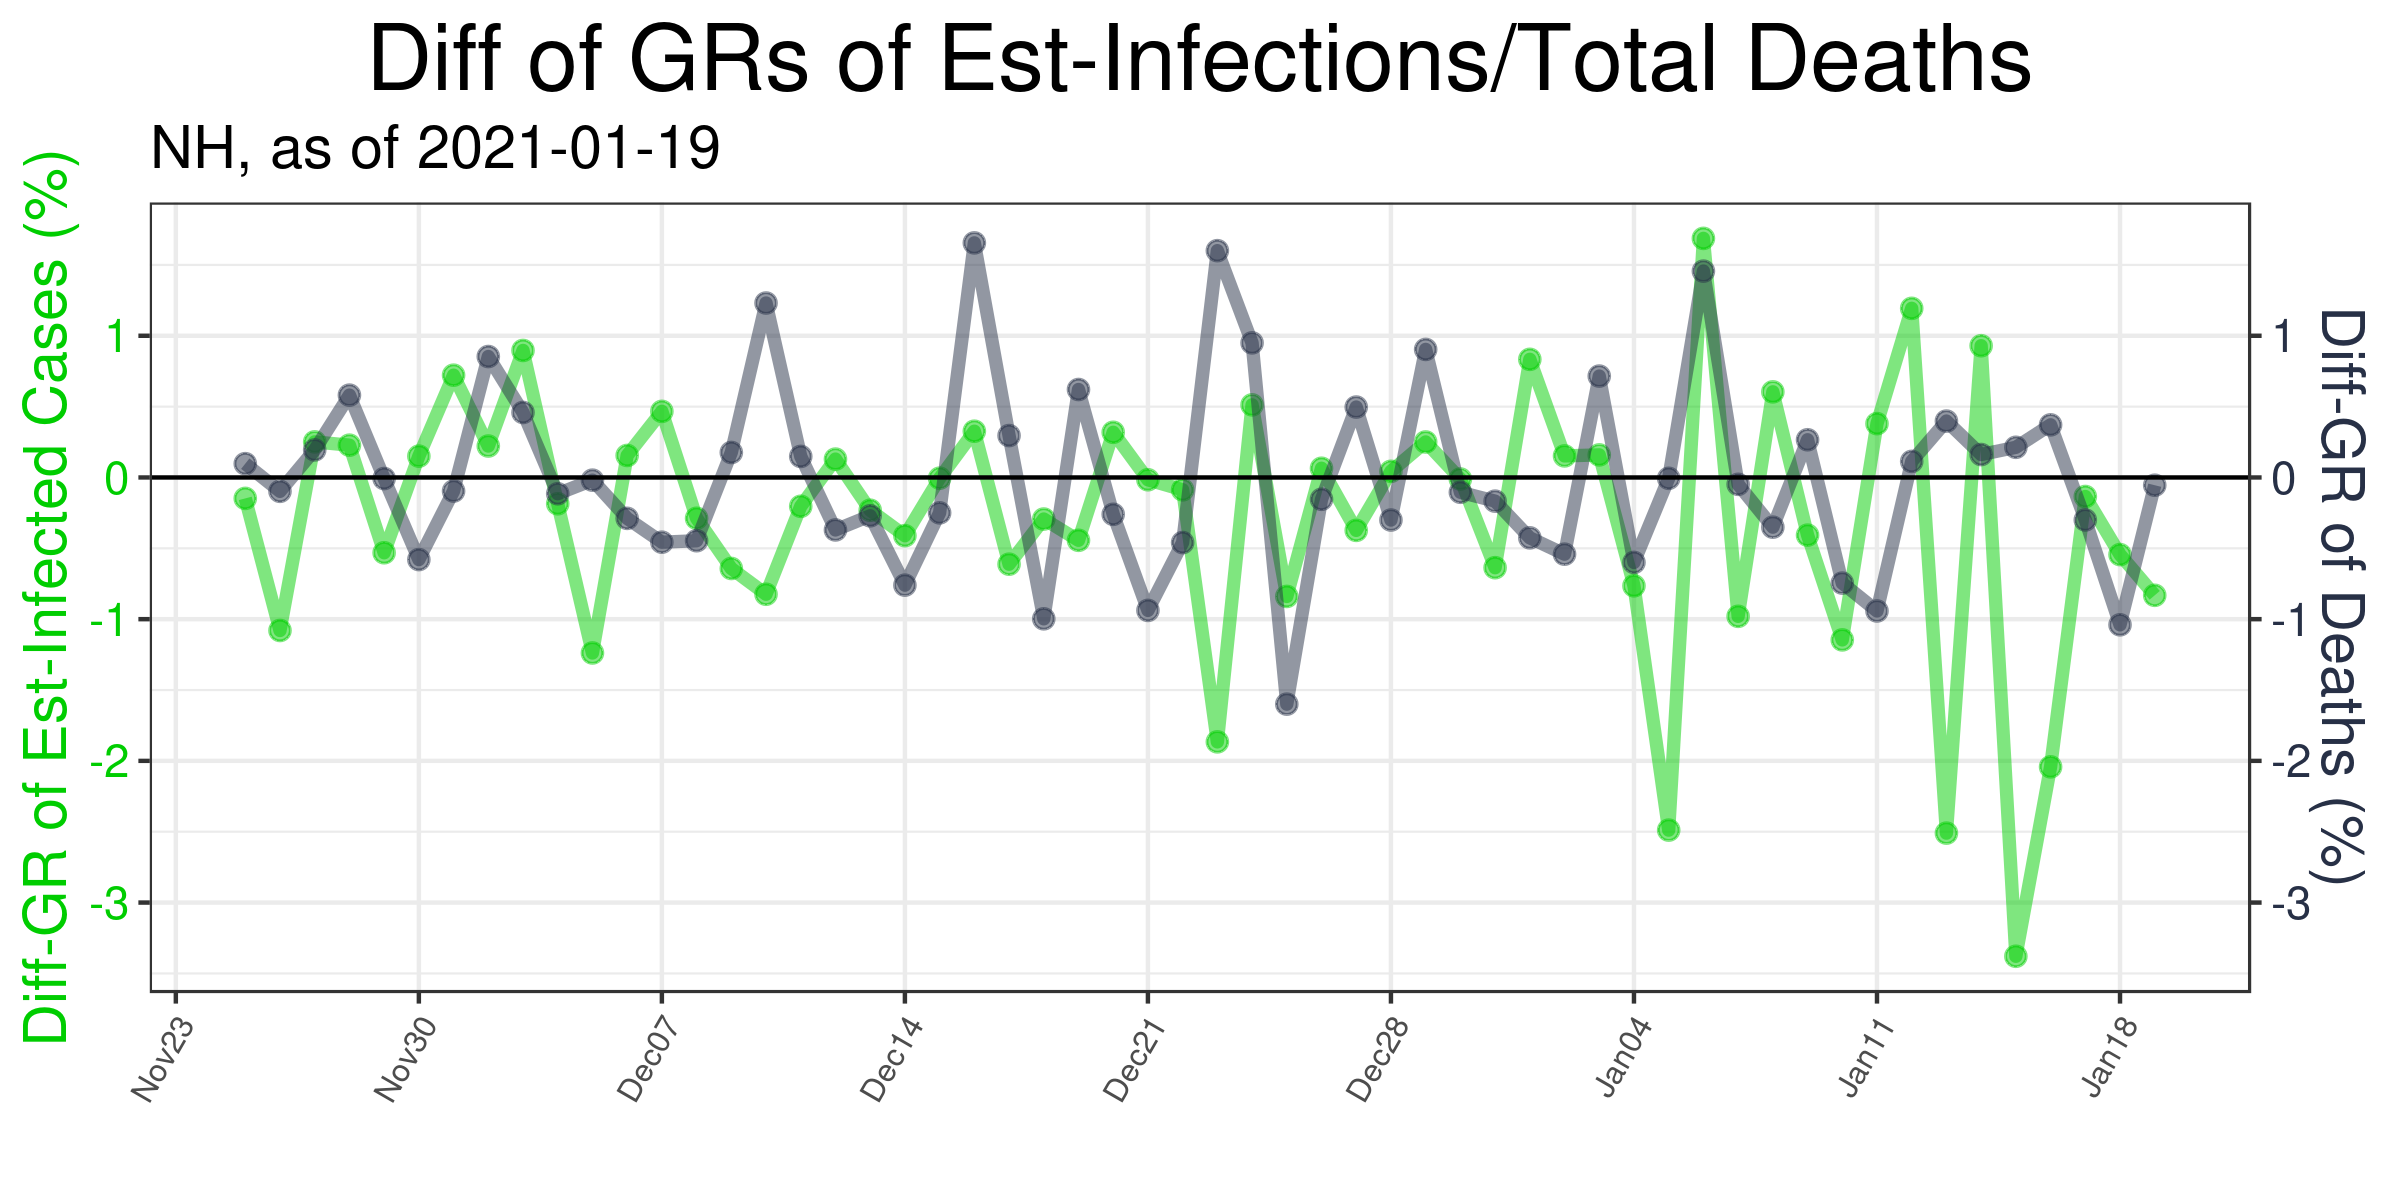 Diff of GRs of Est-Infections/Total Deaths
NH, as of 2021-01-19
Diff-GR of Est-Infected Cases (%)
1
0
-1
-2
-3
1
0
-1
-2
-3
Diff-GR of Deaths (%)
Nov23
Nov30
Dec07
Dec14
Dec21
Dec28
Jan04
Jan11
Jan18